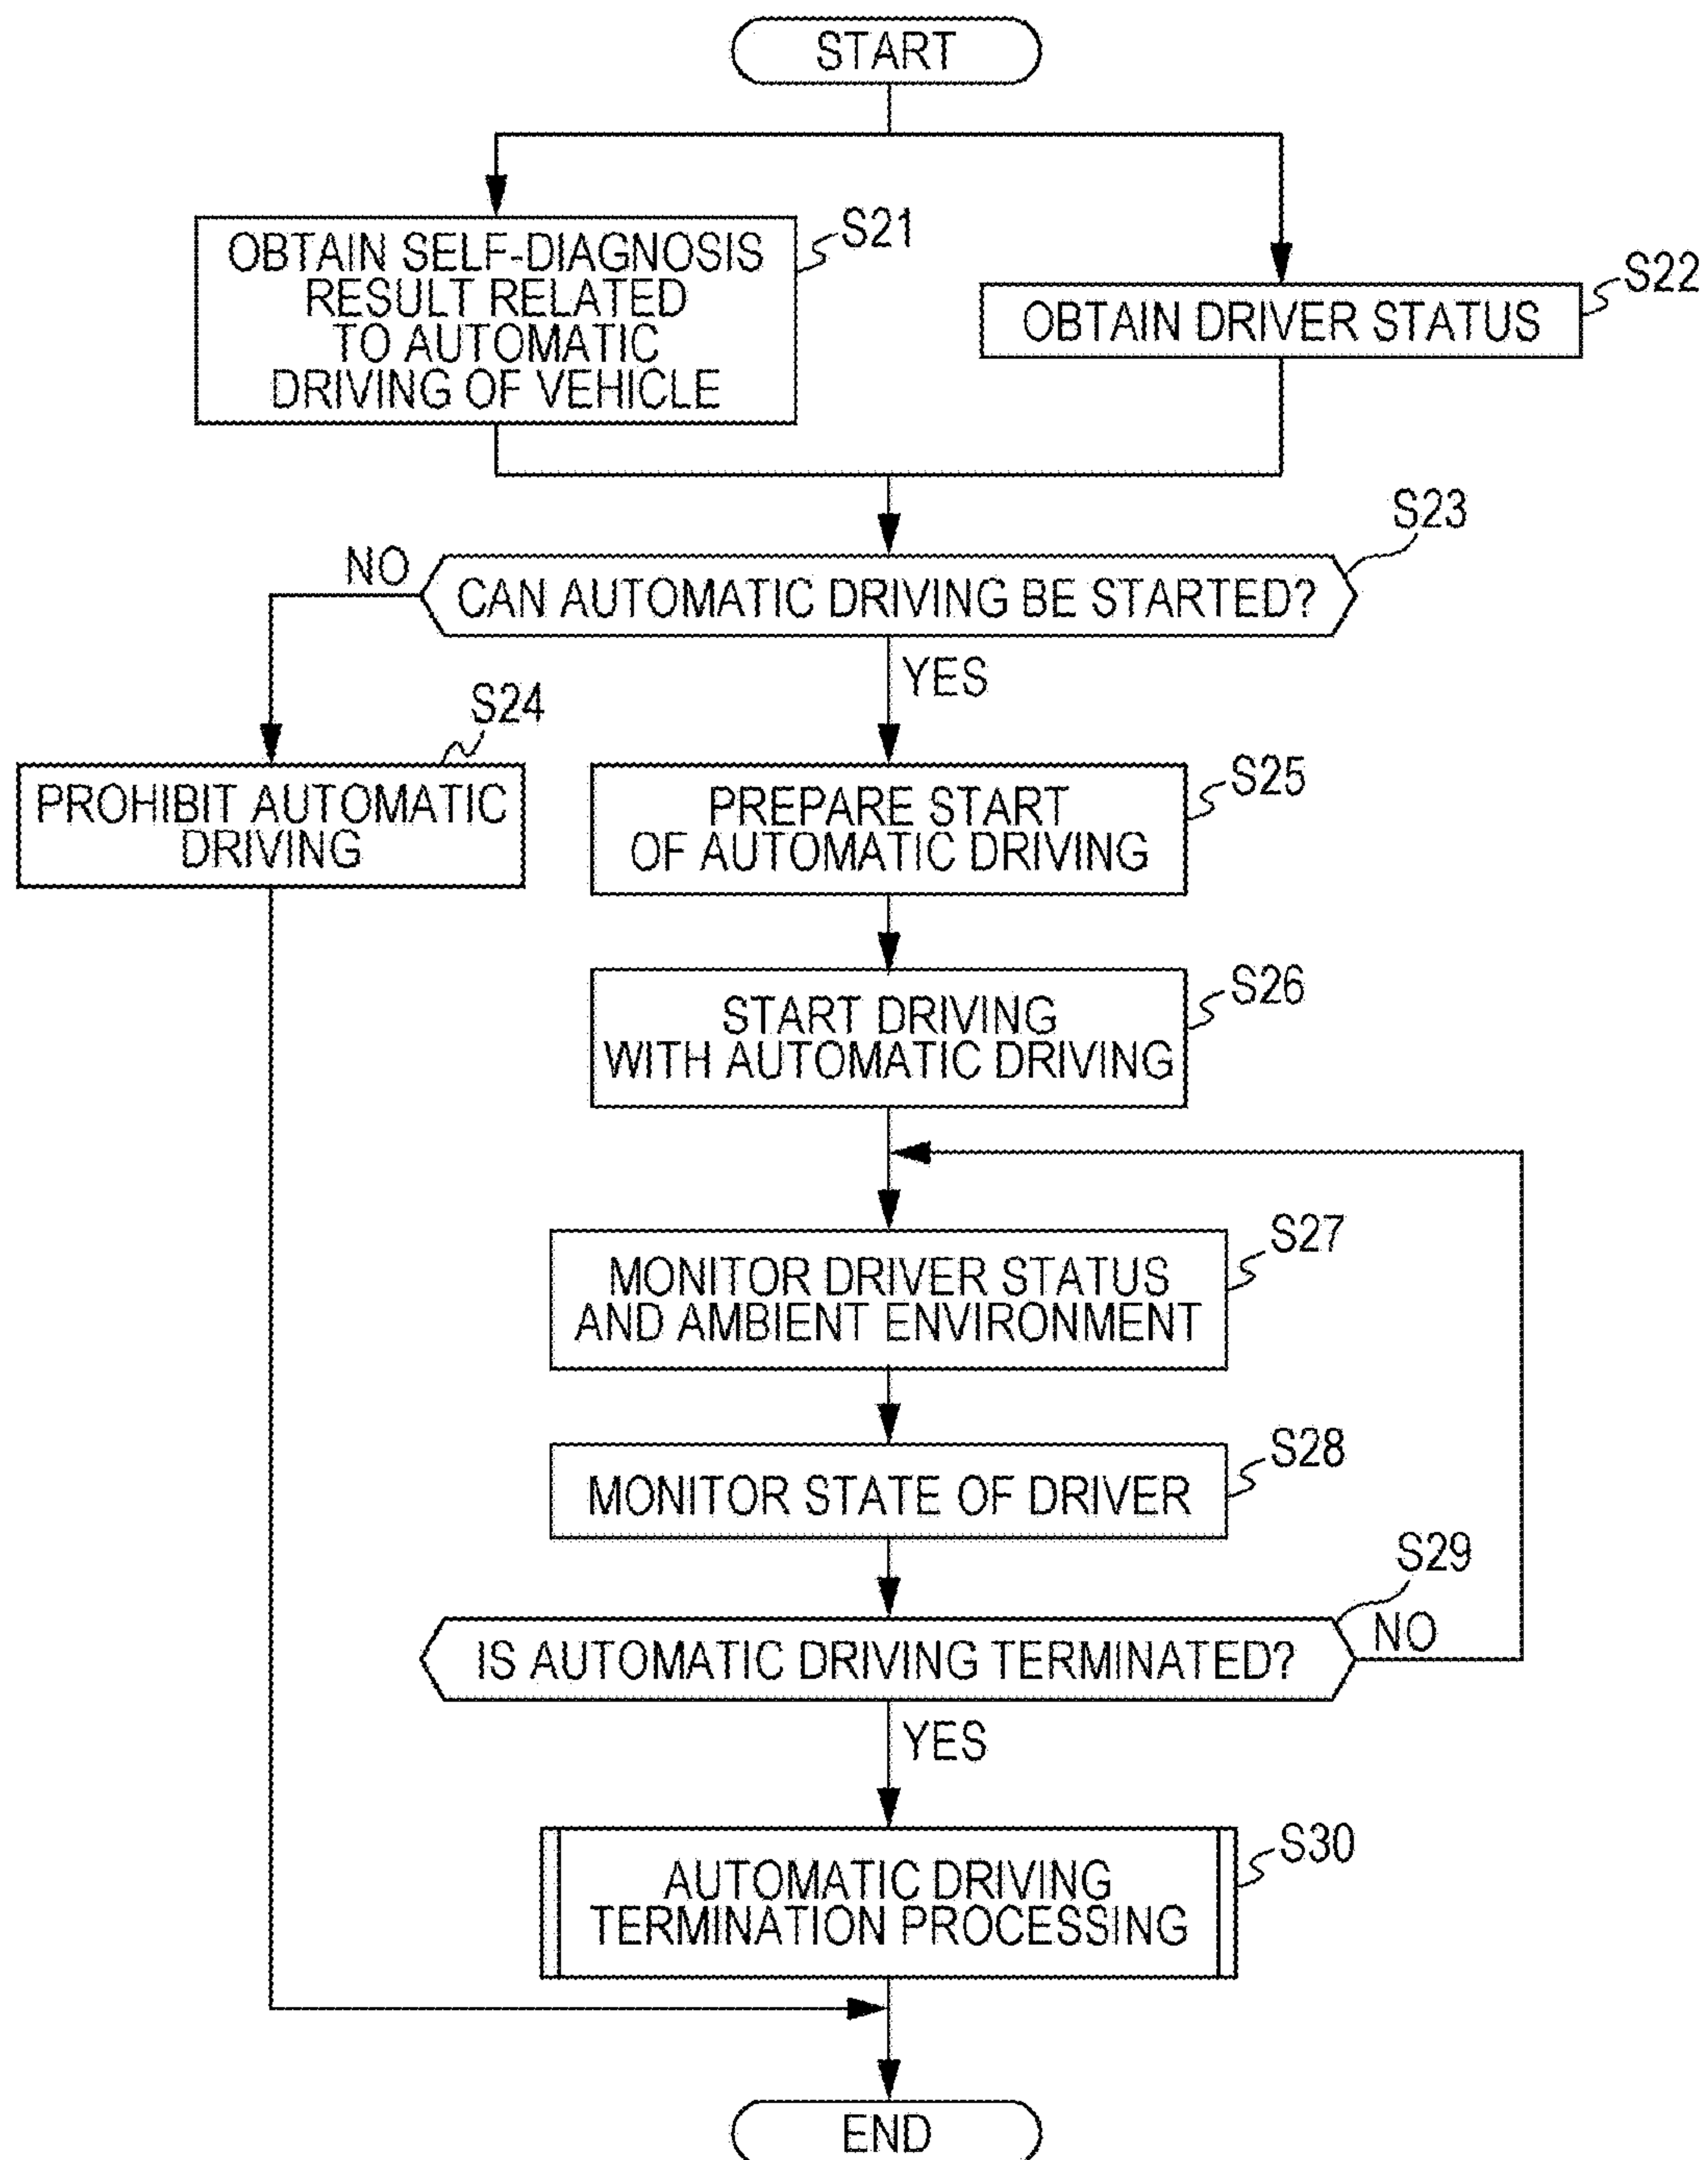 START
S21
OBTAIN SELF-DIAGNOSIS
RESULT RELATED
TO AUTOMATIC
DRIVING OF VEHICLE
S22
OBTAIN DRIVER STATUS
S23
NO
CAN AUTOMATIC DRIVING BE STARTED?
YES
S24
PROHIBIT AUTOMATIC
DRIVING
S25
PREPARE START
OF AUTOMATIC DRIVING
S26
START DRIVING
WITH AUTOMATIC DRIVING
S27
MONITOR DRIVER STATUS
AND AMBIENT ENVIRONMENT
S28
MONITOR STATE OF DRIVER
S29
NO
IS AUTOMATIC DRIVING TERMINATED?
YES
S30
AUTOMATIC DRIVING
TERMINATION PROCESSING
END